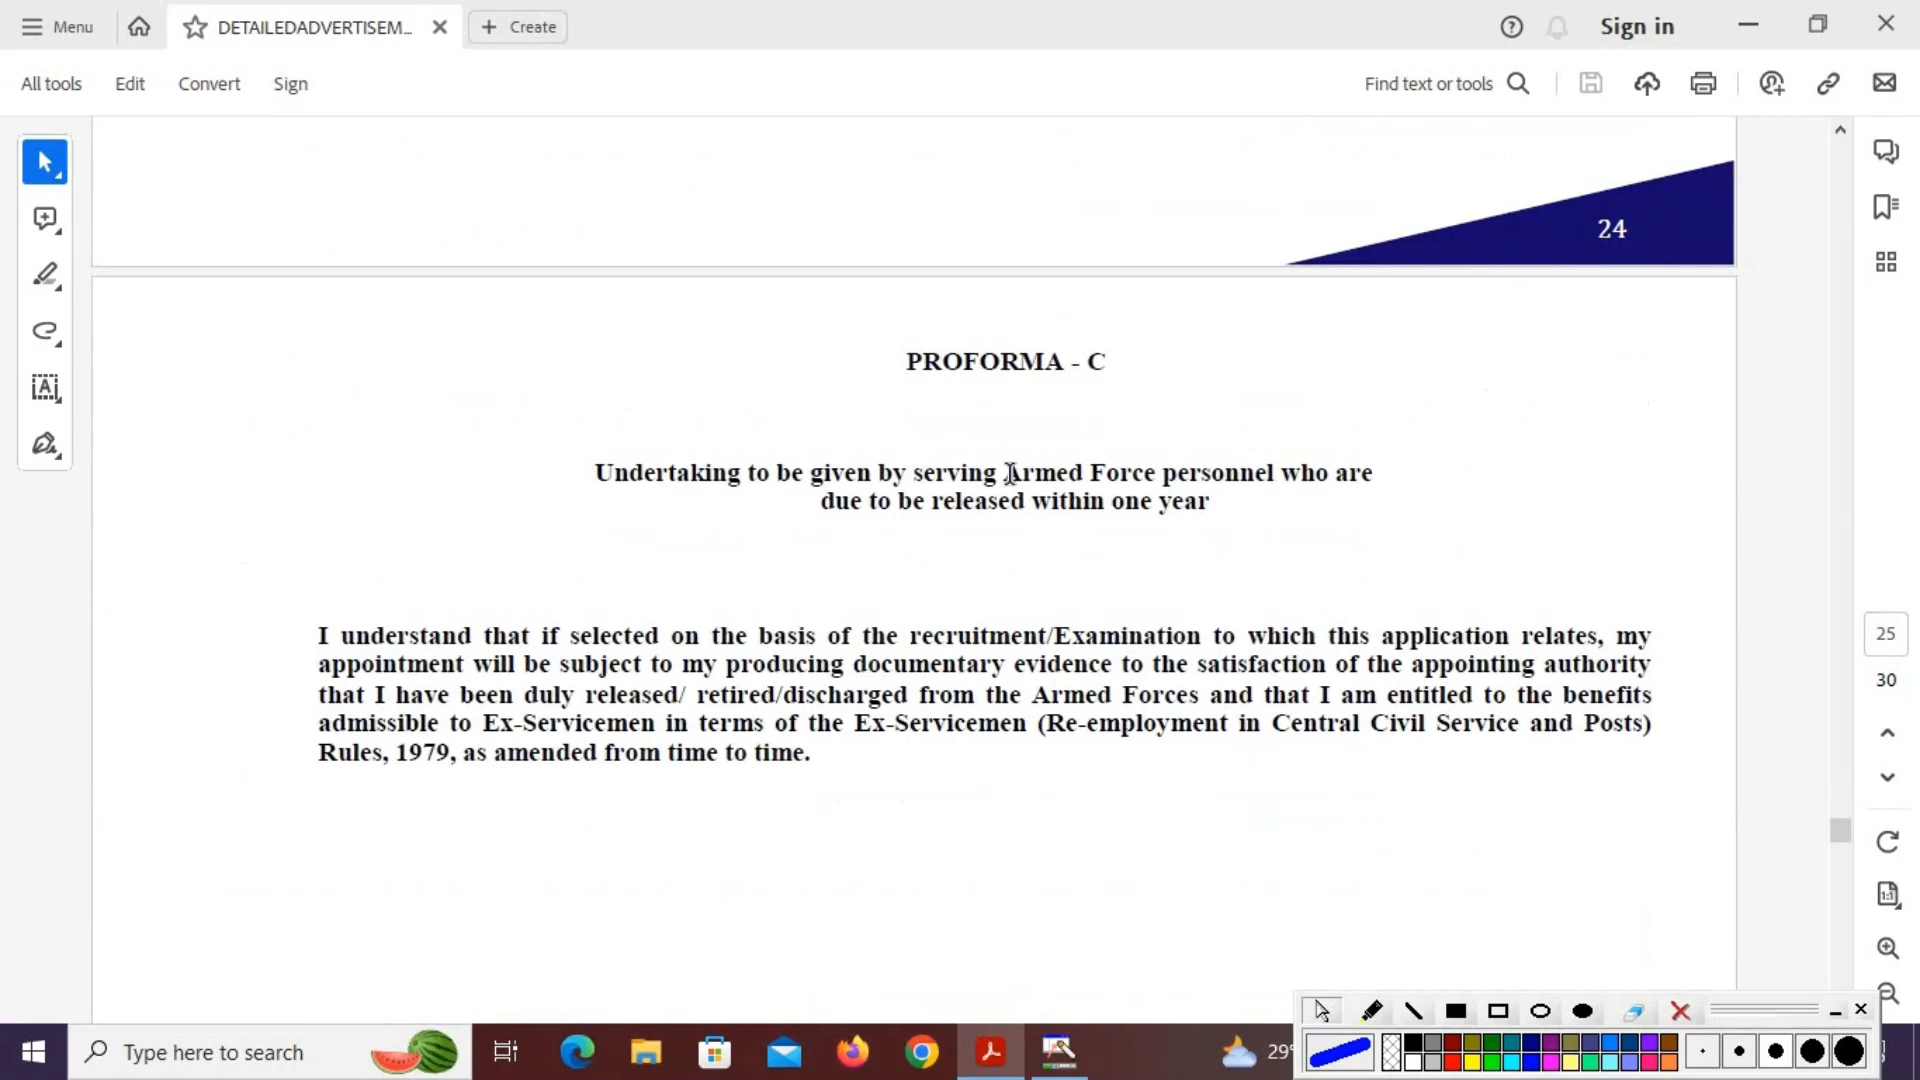 Menu
DETAILEDADVERTISEM...
Create
Sign in
All tools
Edit
Convert
Sign
Find text or tools
24
PROFORMA - C
Undertaking to be given by serving Armed Force personnel who are
due to be released within one year
I understand that if selected on the basis of the recruitment/Examination to which this application relates, my
appointment will be subject to my producing documentary evidence to the satisfaction of the appointing authority
that I have been duly released/ retired/discharged from the Armed Forces and that I am entitled to the benefits
admissible to Ex-Servicemen in terms of the Ex-Servicemen (Re-employment in Central Civil Service and Posts)
Rules, 1979, as amended from time to time.
25
30
Type here to search
29°